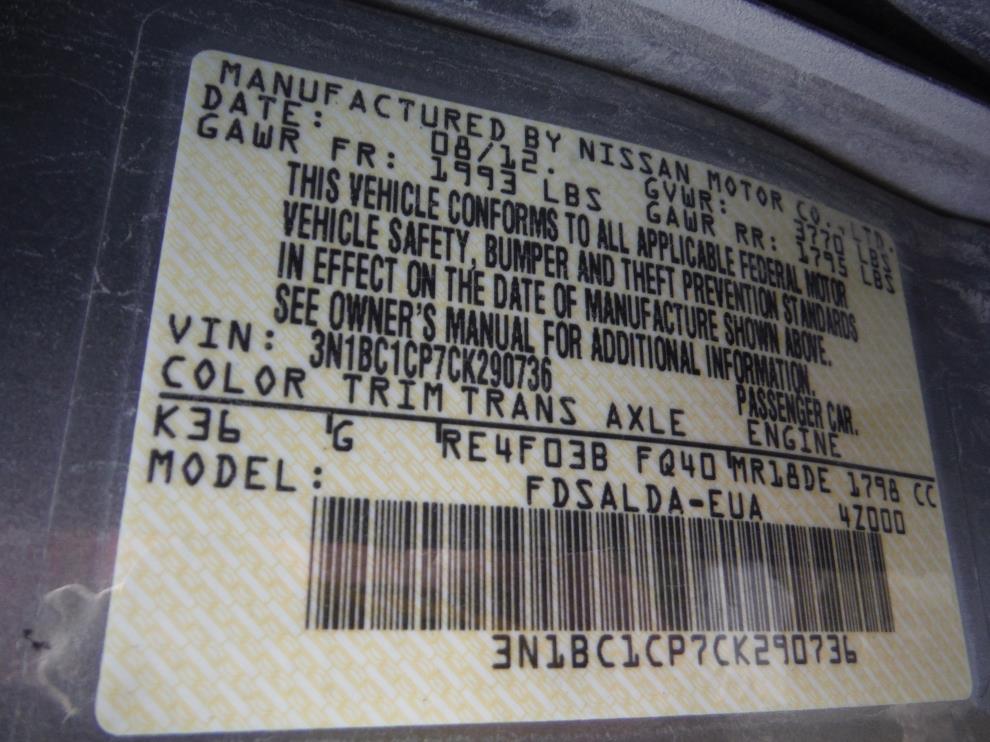 MANUFACTURED BY NISSAN MOTOR CO., LTD.
DATE: 08/12. GVWR: 3770 LBS.
GAWR FR: 1993 LBS GAWR RR: 1795 LBS
THIS VEHICLE CONFORMS TO ALL APPLICABLE FEDERAL MOTOR
VEHICLE SAFETY, BUMPER AND THEFT PREVENTION STANDARDS
IN EFFECT ON THE DATE OF MANUFACTURE SHOWN ABOVE.
SEE OWNER'S MANUAL FOR ADDITIONAL INFORMATION.
VIN: 3N1BC1CP7CK290736 PASSENGER CAR.
COLOR TRIM TRANS AXLE ENGINE
K36 G RE4F03B FQ40 MR18DE 1798 CC
MODEL: FDSALDA-EUA 4Z000
3N1BC1CP7CK290736